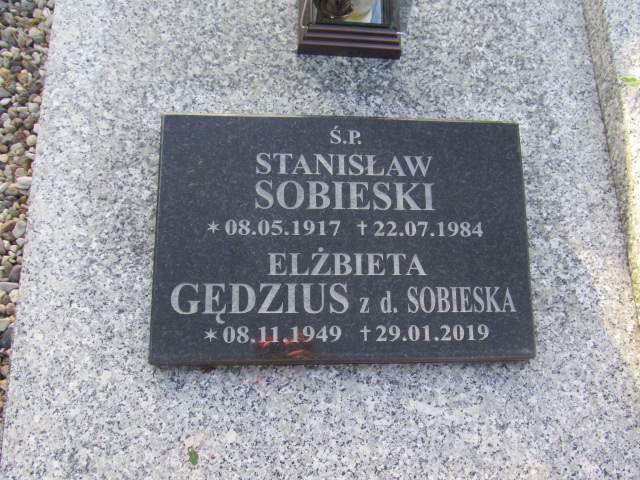 Ś.P.
STANISŁAW
SOBIESKI
✶08.05.1917 ✝22.07.1984
ELŻBIETA
GĘDZIUS z d. SOBIESKA
✶08.11.1949 ✝29.01.2019